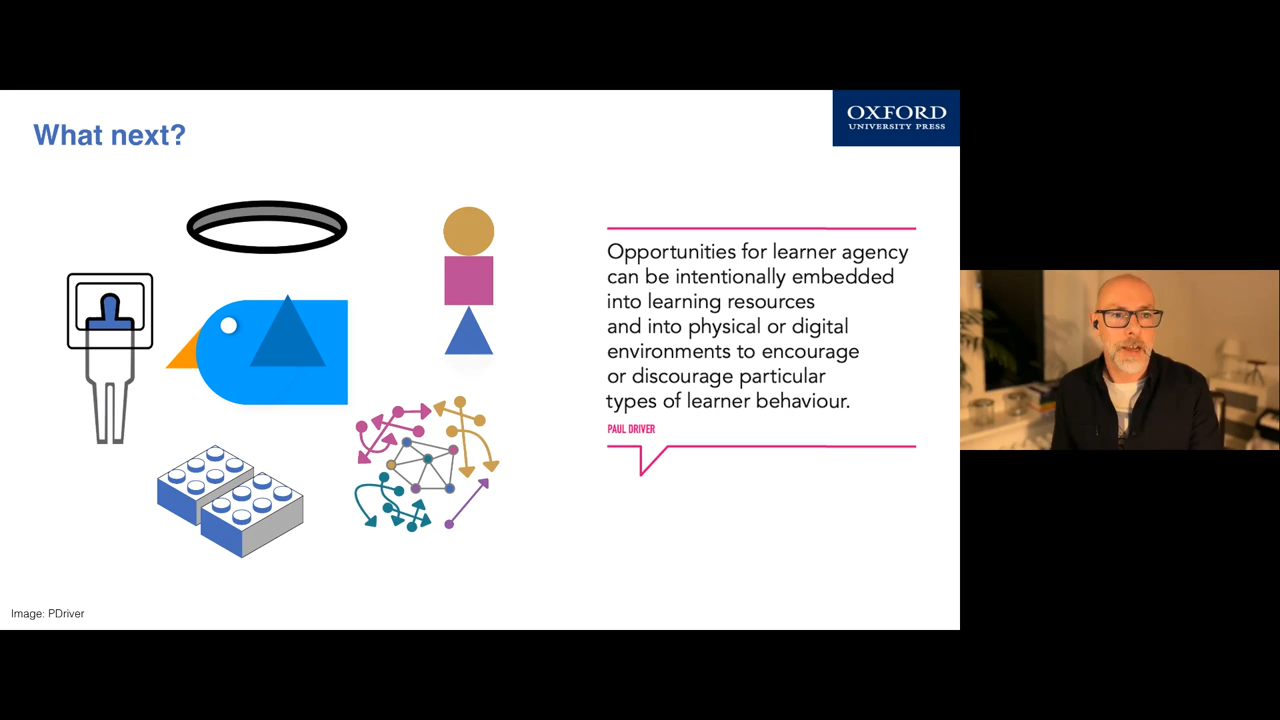 What next?
OXFORD
UNIVERSITY PRESS
Opportunities for learner agency
can be intentionally embedded
into learning resources
and into physical or digital
environments to encourage
or discourage particular
types of learner behaviour.
PAUL DRIVER
Image: PDriver